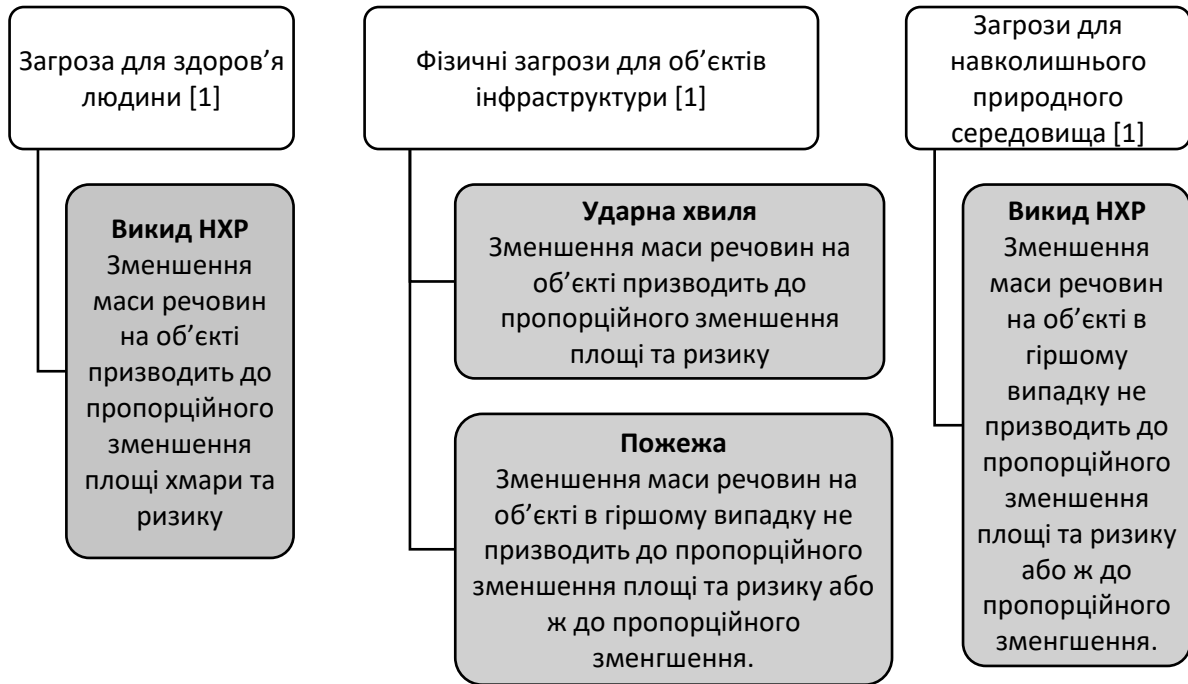 Загроза для здоров’я
людини [1]
Викид НХР
Зменшення
маси речовин
на об’єкті
призводить до
пропорційного
зменшення
площі хмари та
ризику
Фізичні загрози для об’єктів
інфраструктури [1]
Ударна хвиля
Зменшення маси речовин на
об’єкті призводить до
пропорційного зменшення
площі та ризику
Пожежа
Зменшення маси речовин на
об’єкті в гіршому випадку не
призводить до пропорційного
зменшення площі та ризику або
ж до пропорційного
зменгшення.
Загрози для
навколишнього
природного
середовища [1]
Викид НХР
Зменшення
маси речовин
на об’єкті в
гіршому
випадку не
призводить до
пропорційного
зменшення
площі та ризику
або ж до
пропорційного
зменгшення.